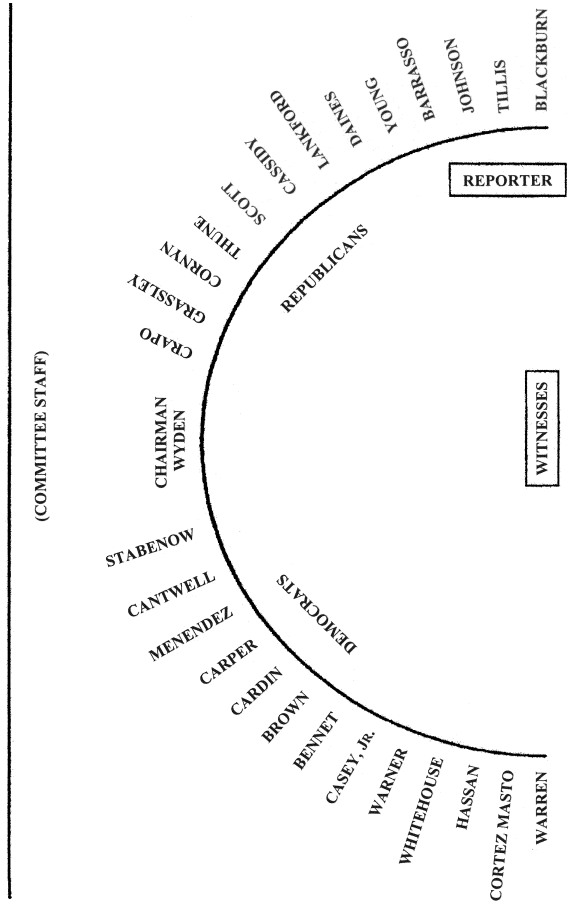 (COMMITTEE STAFF)
CHAIRMAN
WYDEN
CRAPO
GRASSLEY
CORNYN
THUNE
SCOTT
CASSIDY
LANKFORD
DAINES
YOUNG
BARRASSO
JOHNSON
TILLIS
BLACKBURN
REPUBLICANS
REPORTER
WITNESSES
DEMOCRATS
STABENOW
CANTWELL
MENENDEZ
CARPER
CARDIN
BROWN
BENNET
CASEY, JR.
WARNER
WHITEHOUSE
HASSAN
CORTEZ MASTO
WARREN